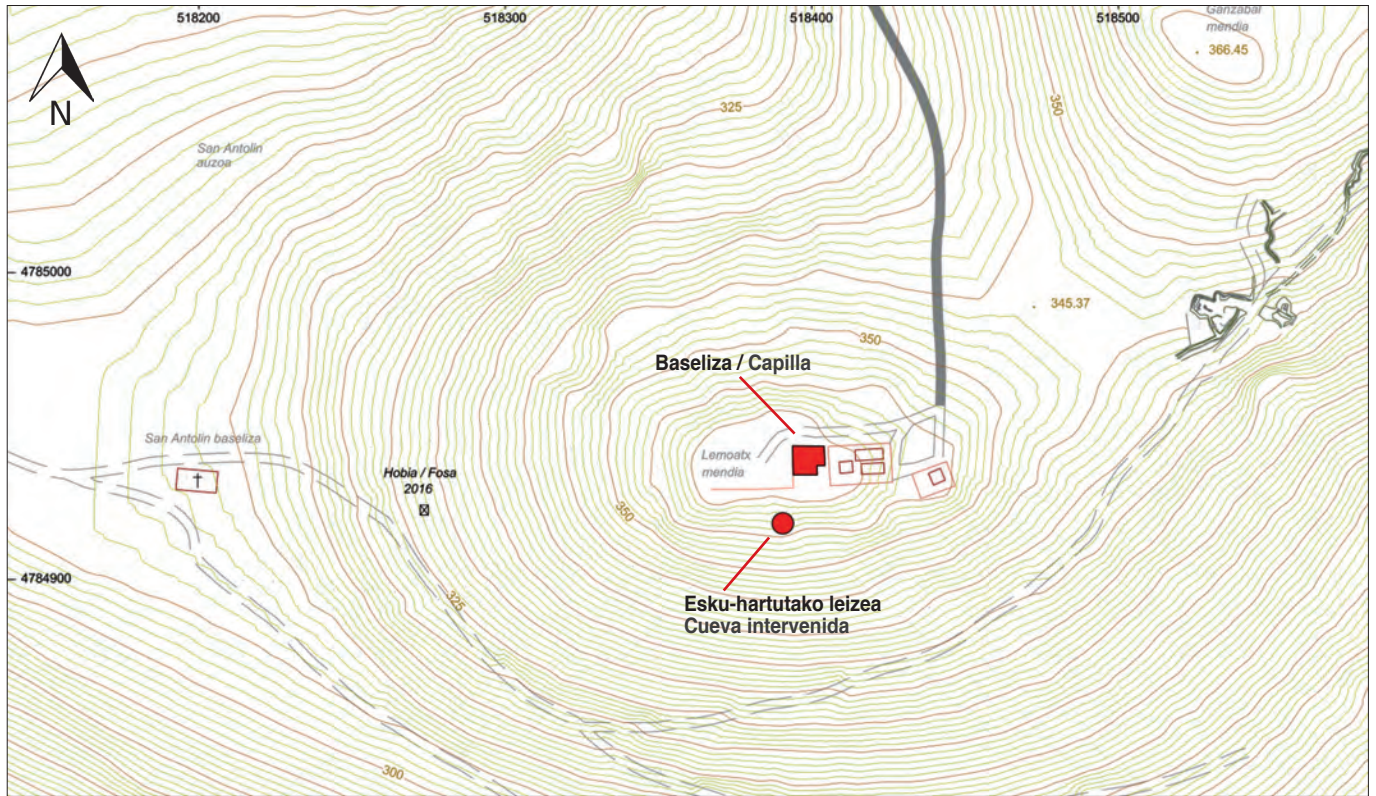 518200
518300
518400
518500
Ganzabal
mendia
366.45
N
325
350
San Antolin
auzoa
4785000
345.37
350
Baseliza / Capilla
San Antolin baseliza
Lemoatx
mendia
Hobia / Fosa
2016
350
4784900
325
Esku-hartutako leizea
Cueva intervenida
300